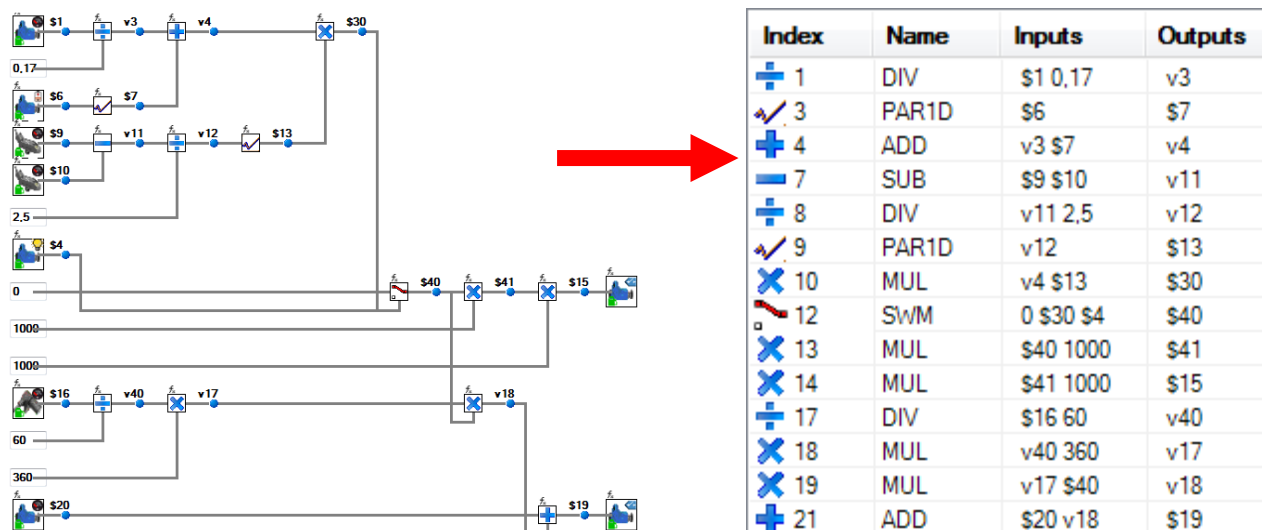 $1 v3 v4 $30
0,17
$6 $7
$9 v11 v12 $13
$10
2,5
$4
0 $40 $41 $15
1000
1000
$16 v40 v17 v18
60
360
$20 $19
Index Name Inputs Outputs
1 DIV $1 0,17 v3
3 PAR1D $6 $7
4 ADD v3 $7 v4
7 SUB $9 $10 v11
8 DIV v11 2,5 v12
9 PAR1D v12 $13
10 MUL v4 $13 $30
12 SWM 0 $30 $4 $40
13 MUL $40 1000 $41
14 MUL $41 1000 $15
17 DIV $16 60 v40
18 MUL v40 360 v17
19 MUL v17 $40 v18
21 ADD $20 v18 $19